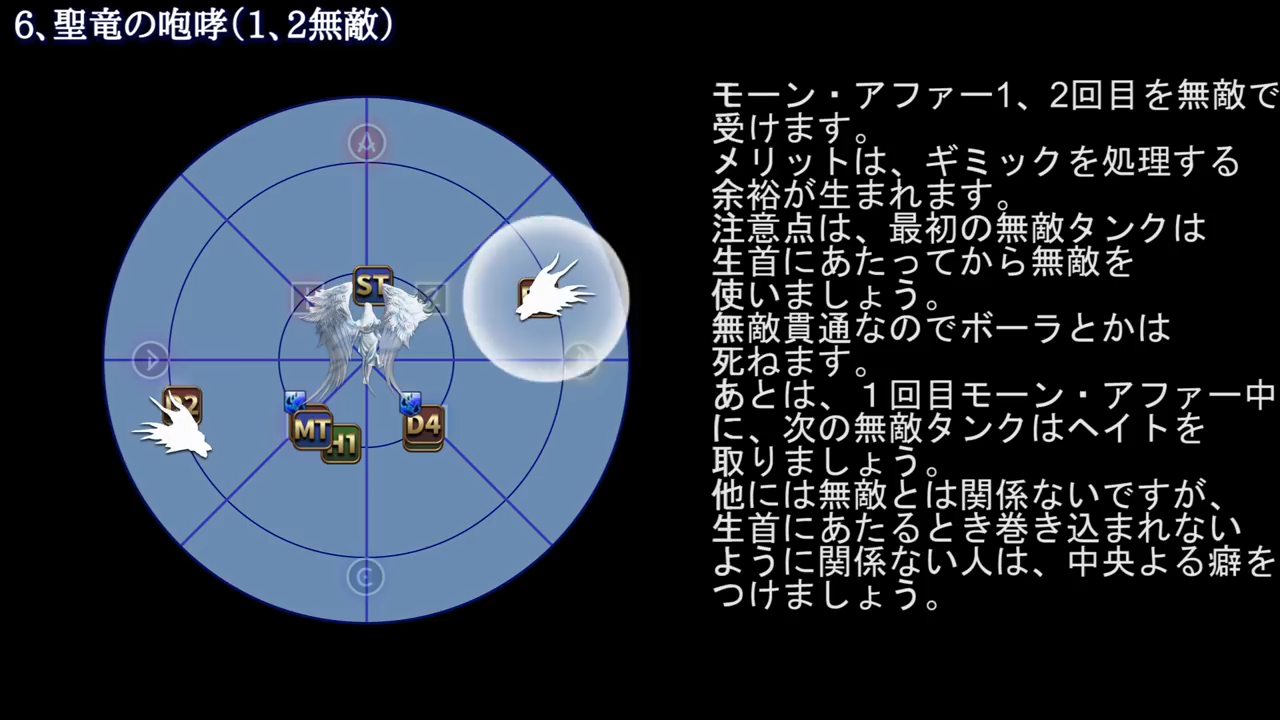 6、聖竜の咆哮(1、2無敵)
モーン・アファー1、2回目を無敵で
受けます。
メリットは、ギミックを処理する
余裕が生まれます。
注意点は、最初の無敵タンクは
生首にあたってから無敵を
使いましょう。
無敵貫通なのでボーラとかは
死ねます。
あとは、１回目モーン・アファー中
に、次の無敵タンクはヘイトを
取りましょう。
他には無敵とは関係ないですが、
生首にあたるとき巻き込まれない
ように関係ない人は、中央よる癖を
つけましょう。
A
ST
D2
MT
H1
D4
C